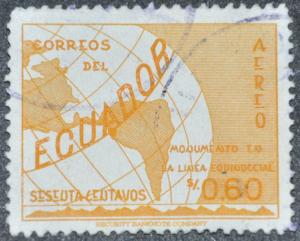 CORREOS
DEL
ECUADOR
AEREO
MONUMENTO EN
LA LINEA EQUINOCCIAL
SESENTA CENTAVOS
S/. 0.60
SECURITY BANKNOTE COMPANY